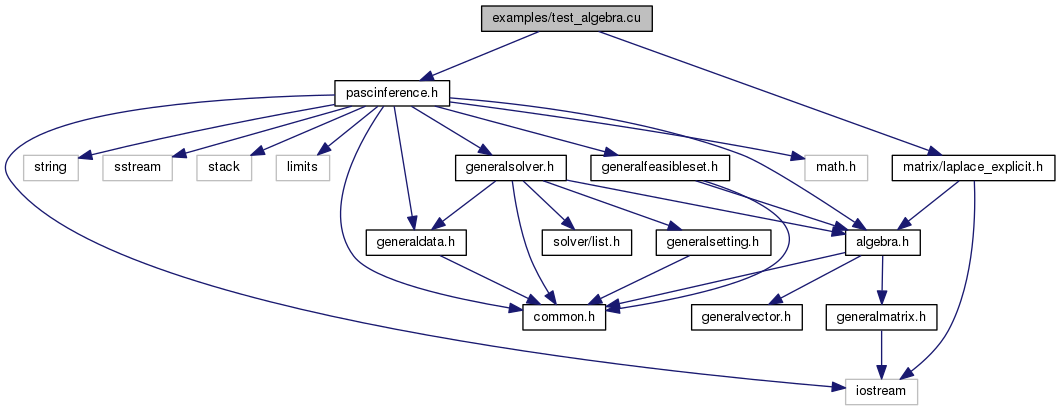 examples/test_algebra.cu
pascinference.h
string
sstream
stack
limits
generalsolver.h
generalfeasibleset.h
math.h
matrix/laplace_explicit.h
generaldata.h
solver/list.h
generalsetting.h
algebra.h
common.h
generalvector.h
generalmatrix.h
iostream